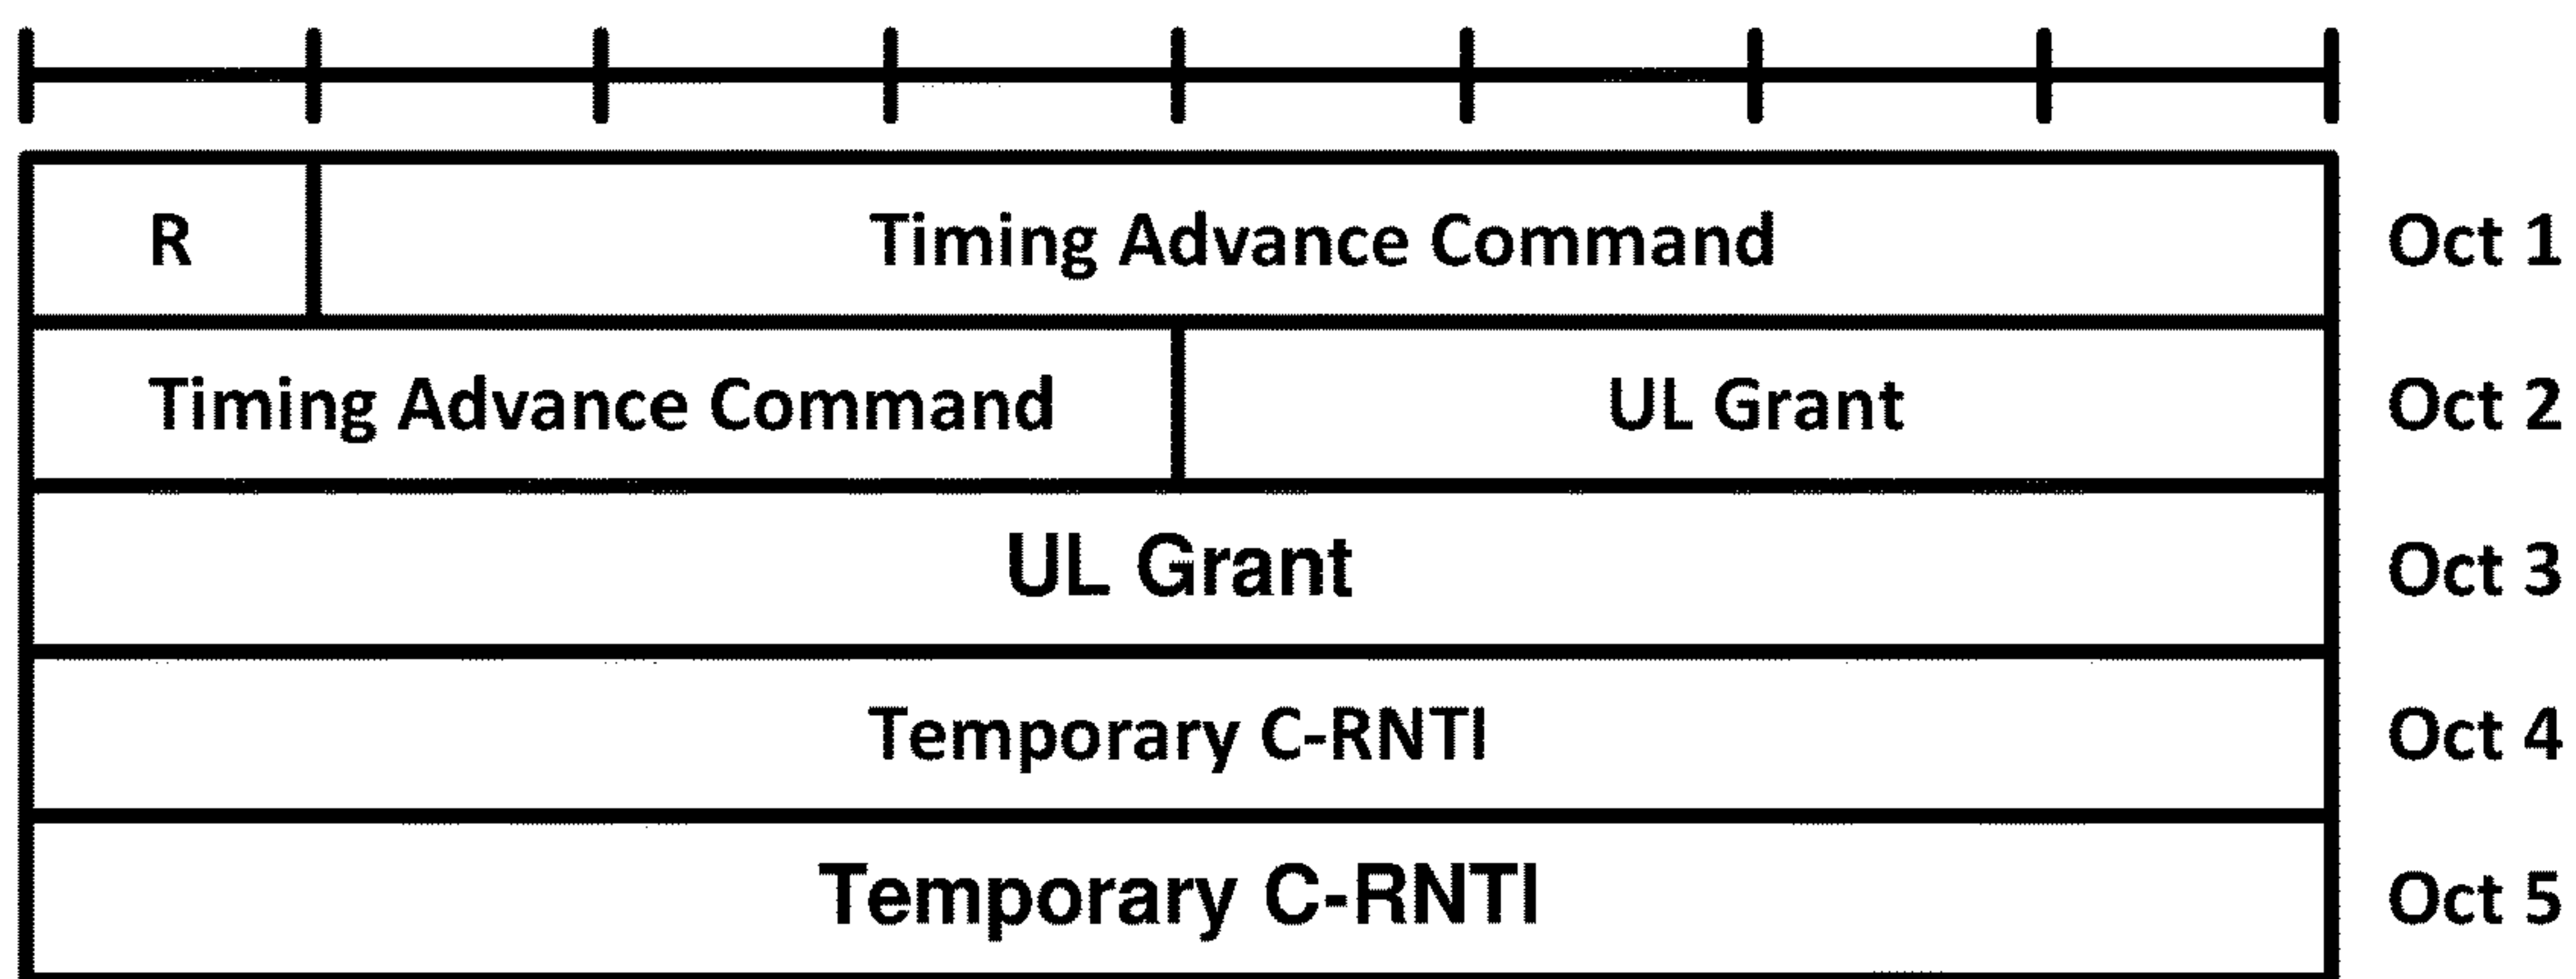 R Timing Advance Command Oct 1
Timing Advance Command UL Grant Oct 2
UL Grant Oct 3
Temporary C-RNTI Oct 4
Temporary C-RNTI Oct 5